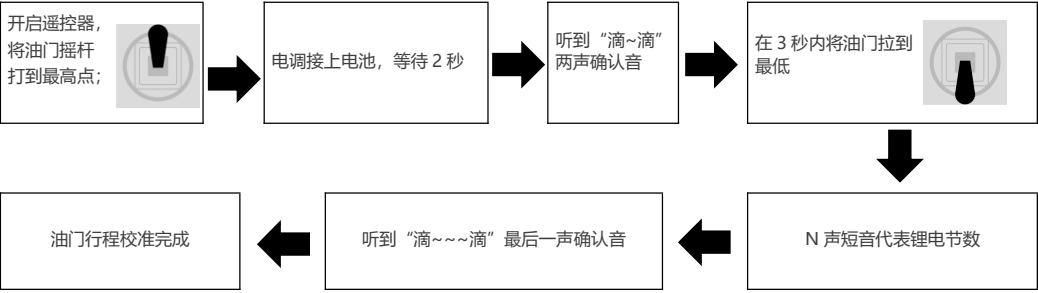 开启遥控器，
将油门摇杆
打到最高点；
电调接上电池，等待 2 秒
听到“滴~滴”
两声确认音
在 3 秒内将油门拉到
最低
N 声短音代表锂电节数
听到“滴~~~滴”最后一声确认音
油门行程校准完成